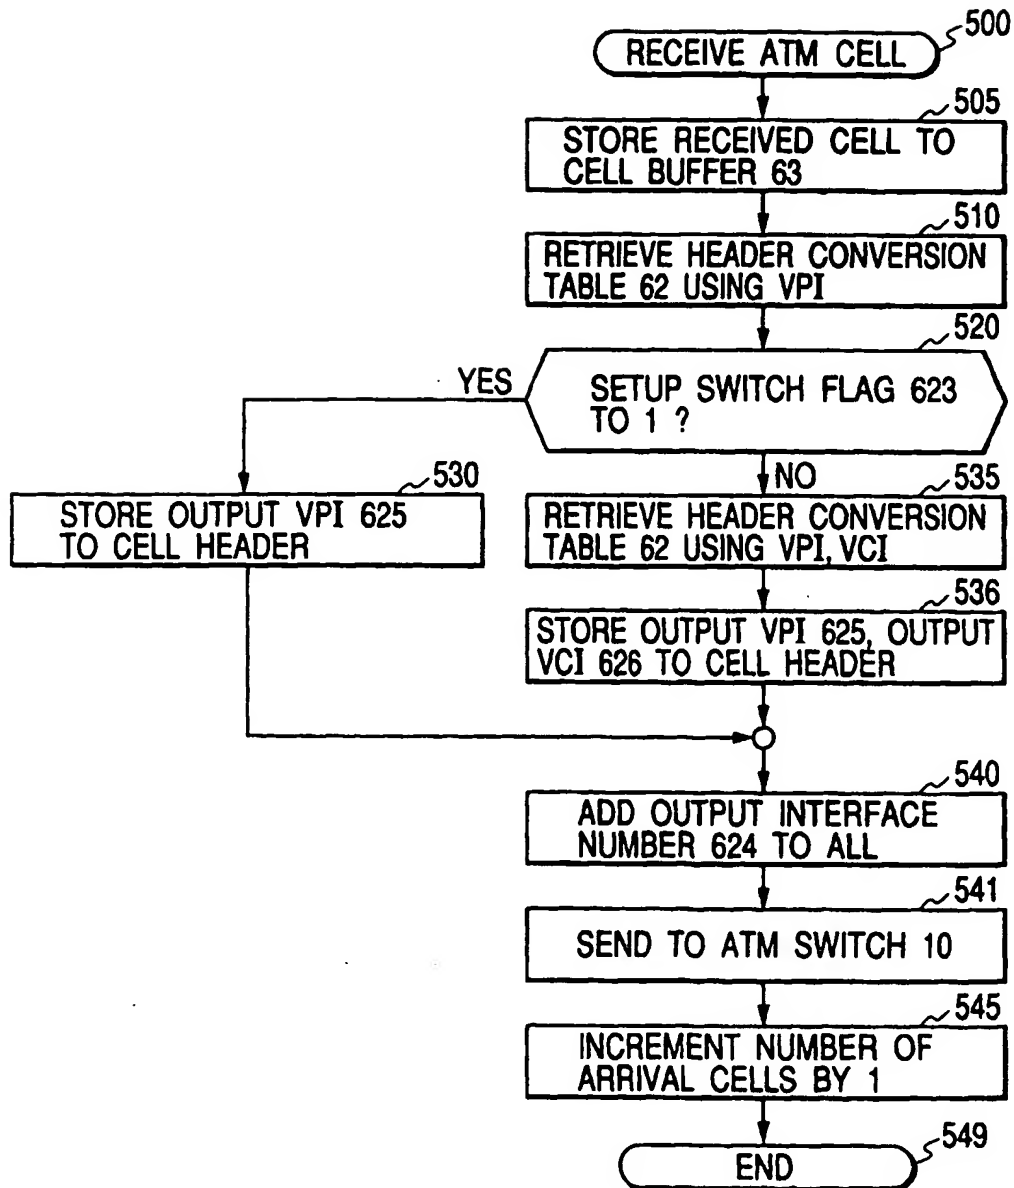 500
RECEIVE ATM CELL
505
STORE RECEIVED CELL TO
CELL BUFFER 63
510
RETRIEVE HEADER CONVERSION
TABLE 62 USING VPI
520
SETUP SWITCH FLAG 623
TO 1 ?
YES
NO
530
STORE OUTPUT VPI 625
TO CELL HEADER
535
RETRIEVE HEADER CONVERSION
TABLE 62 USING VPI, VCI
536
STORE OUTPUT VPI 625, OUTPUT
VCI 626 TO CELL HEADER
540
ADD OUTPUT INTERFACE
NUMBER 624 TO ALL
541
SEND TO ATM SWITCH 10
545
INCREMENT NUMBER OF
ARRIVAL CELLS BY 1
549
END